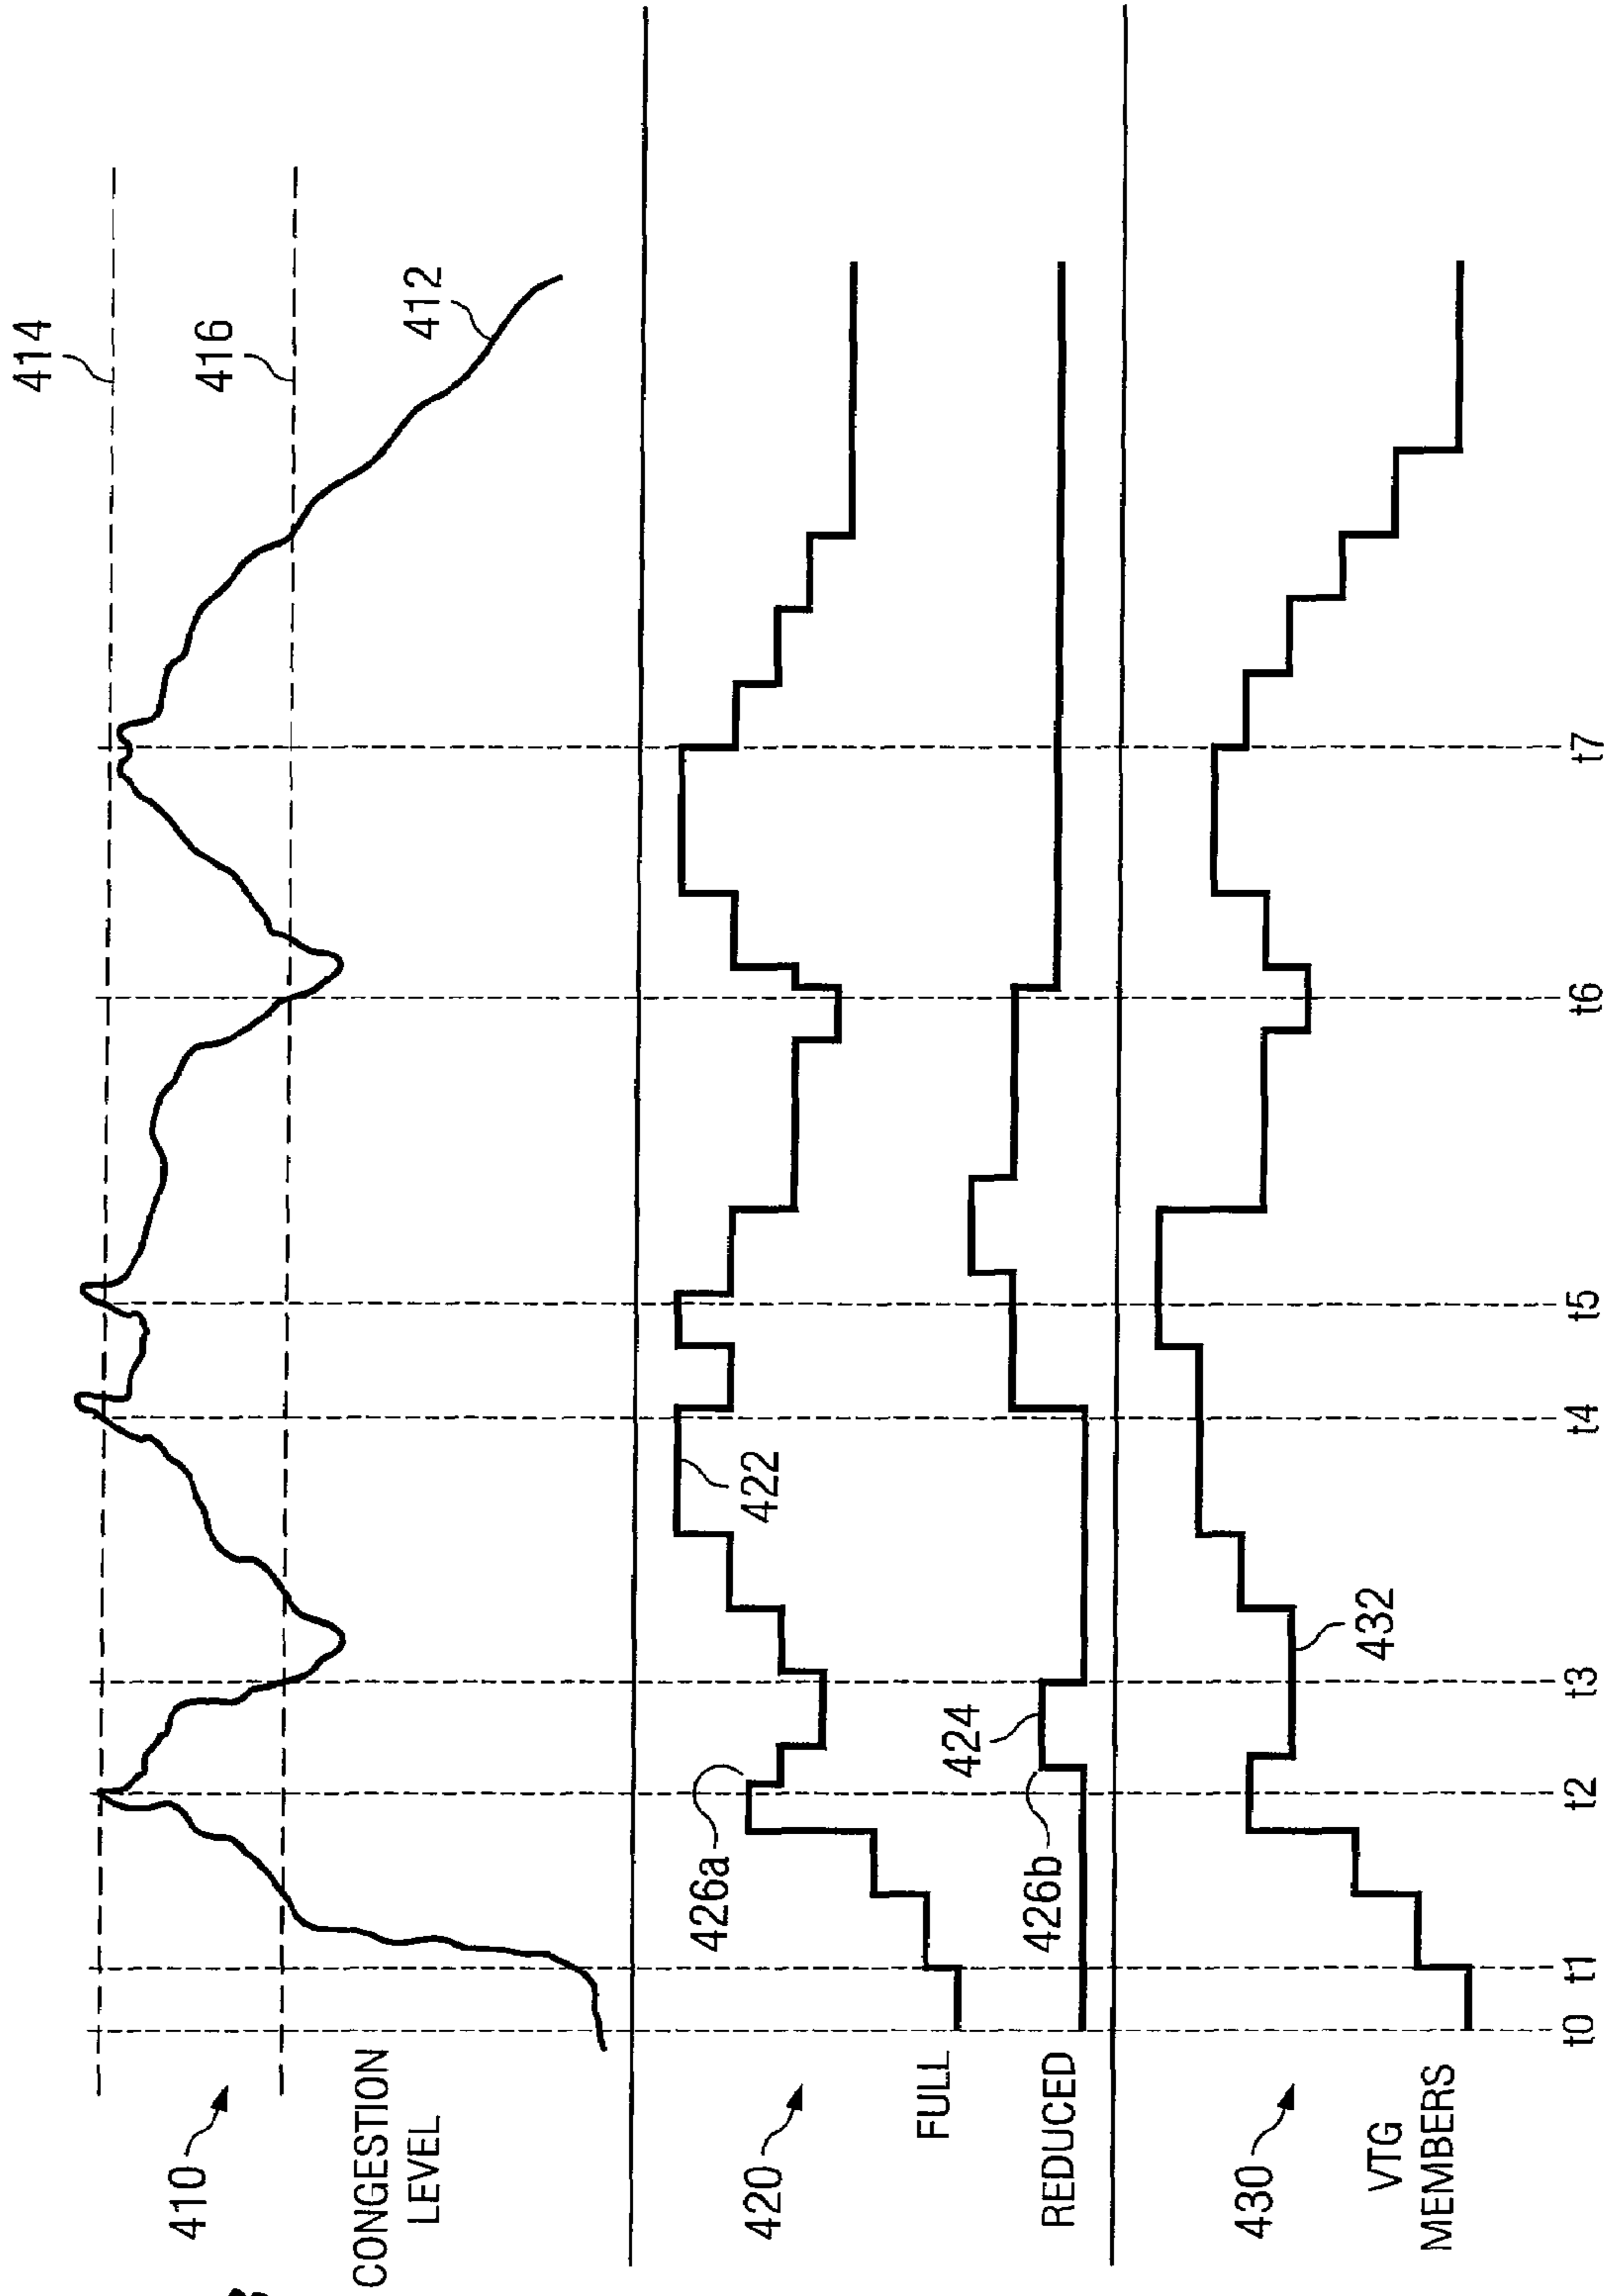 414
416
412
410
CONGESTION
LEVEL
420
422
426a
424
FULL
426b
REDUCED
430
432
VTG
MEMBERS
t0
t1
t2
t3
t4
t5
t6
t7